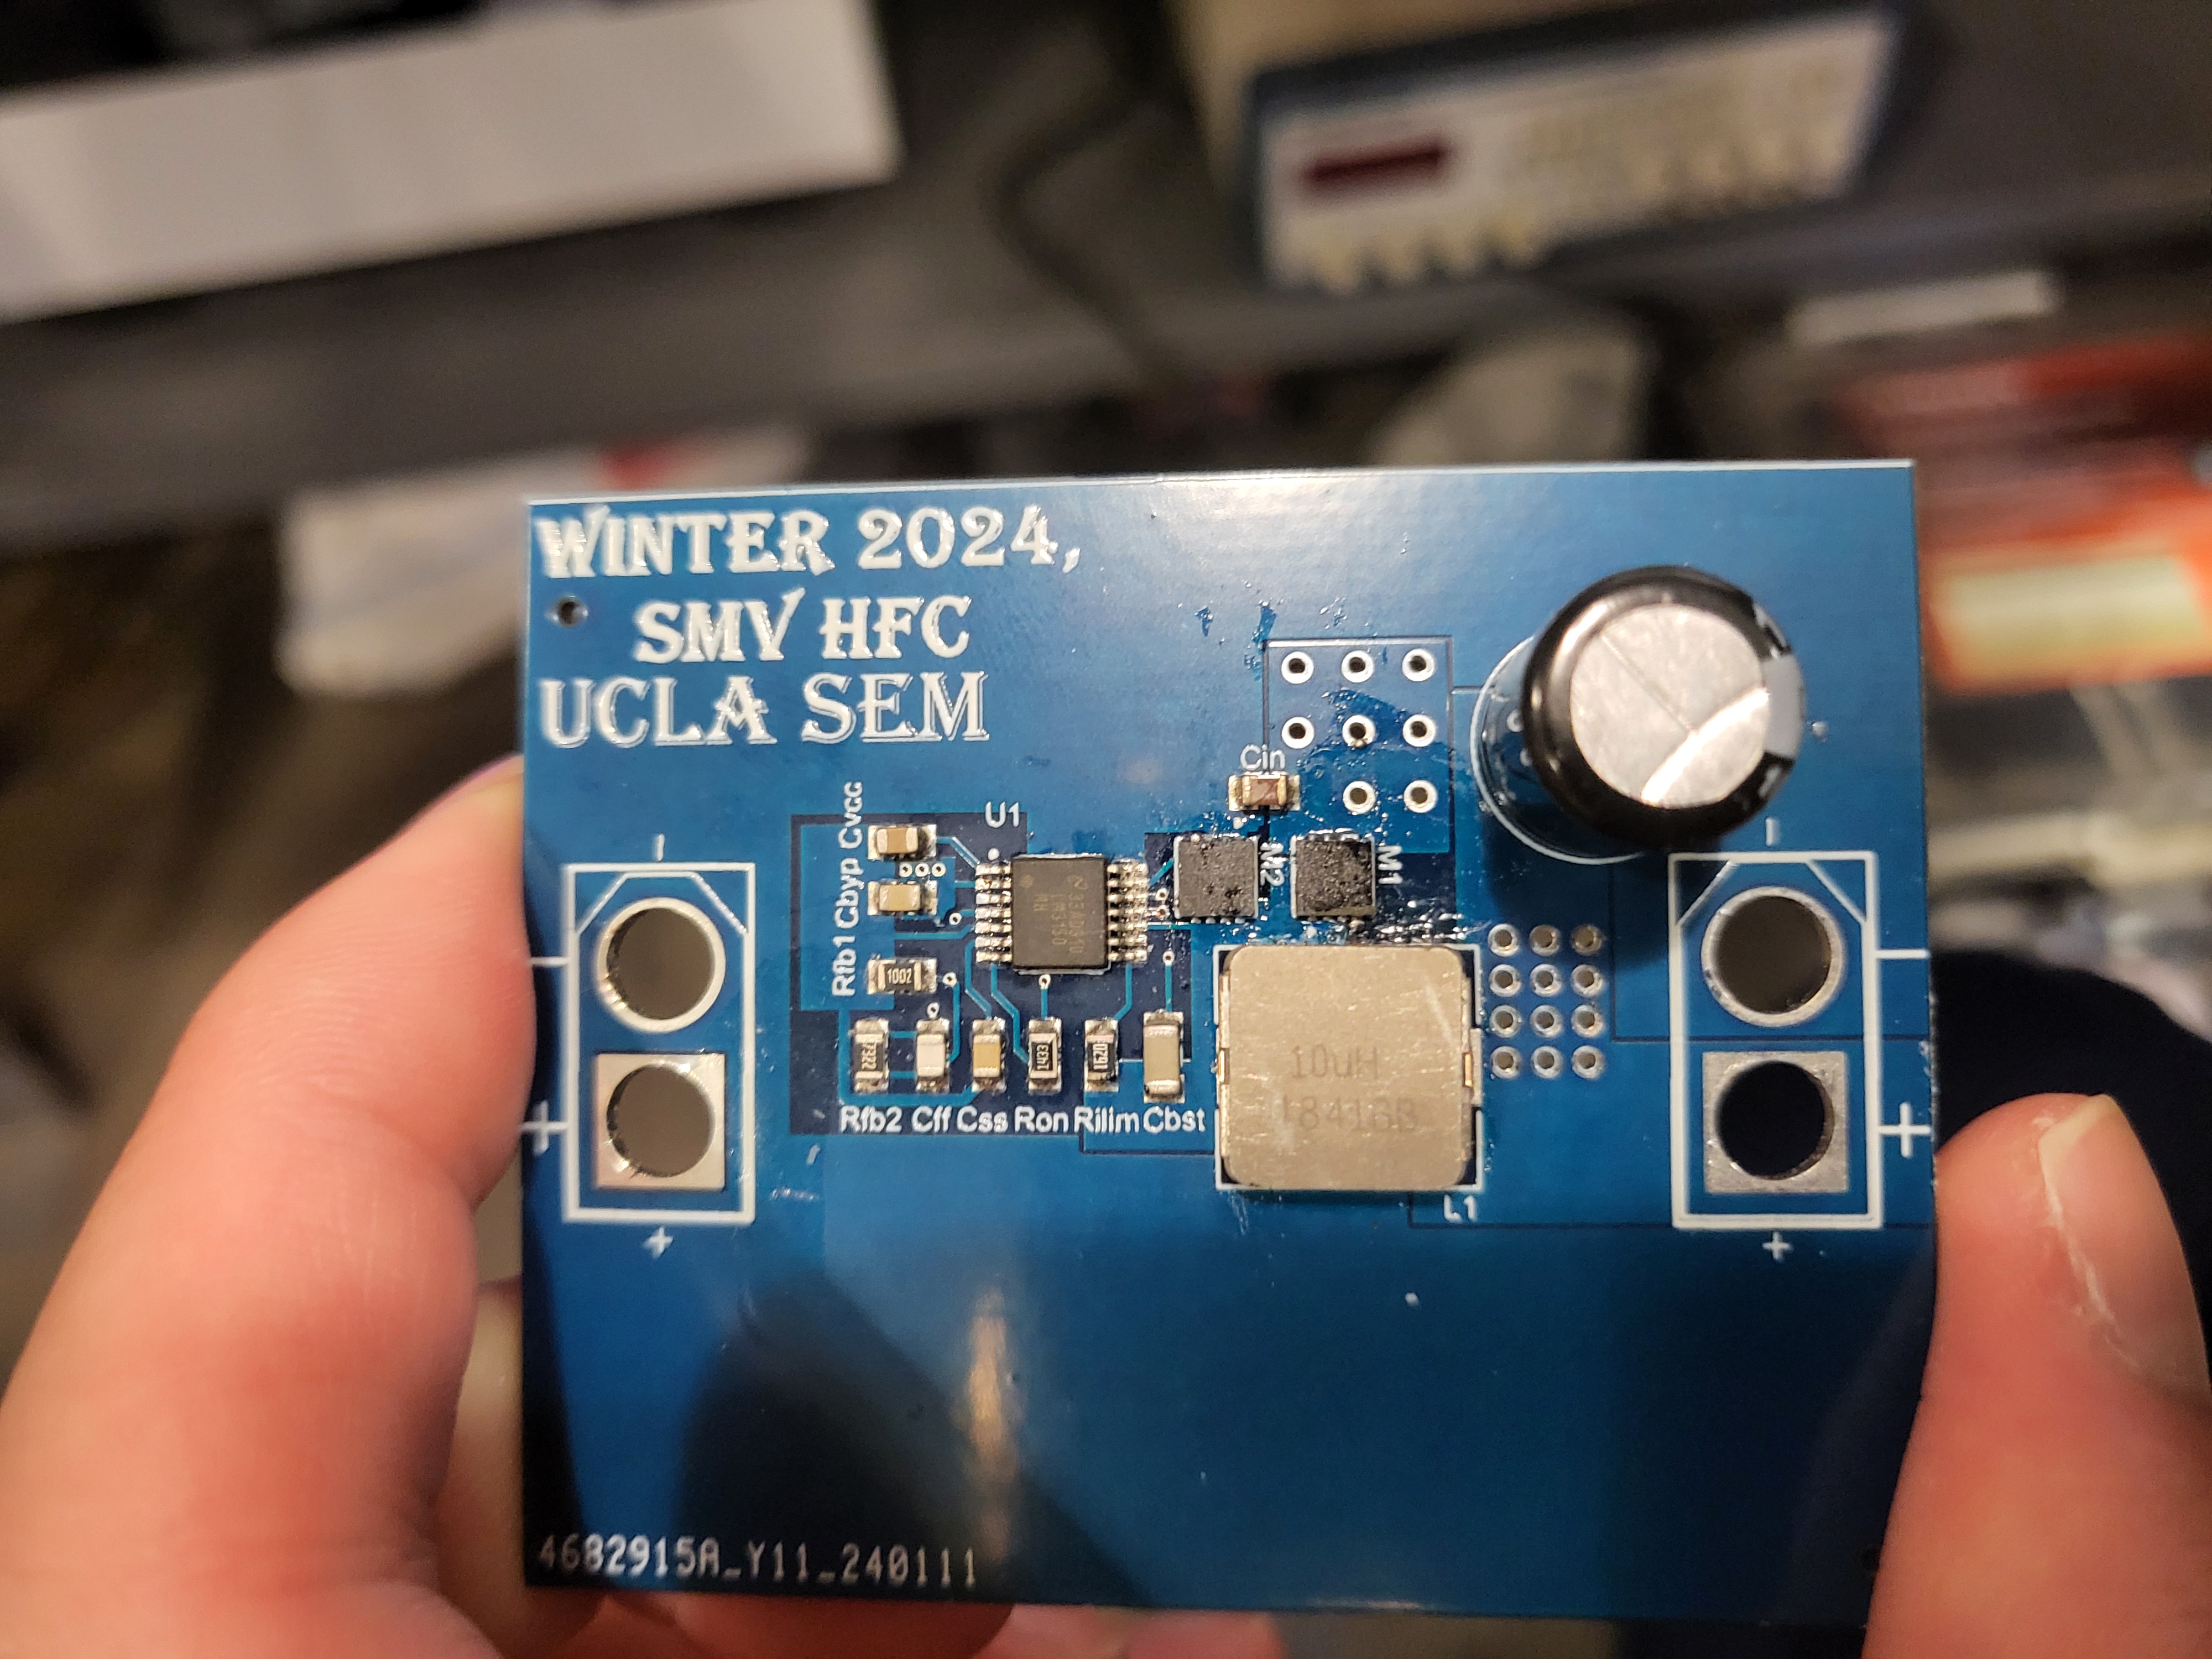 WINTER 2024,
SMV HFC
UCLA SEM
Cin
U1
Cvcc
Cbyp
Rfb1
M2
M1
1002
10uH
L1
Rfb2 Cff Css Ron Rilim Cbst
-
+
-
+
+
+
4682915A_Y11_240111